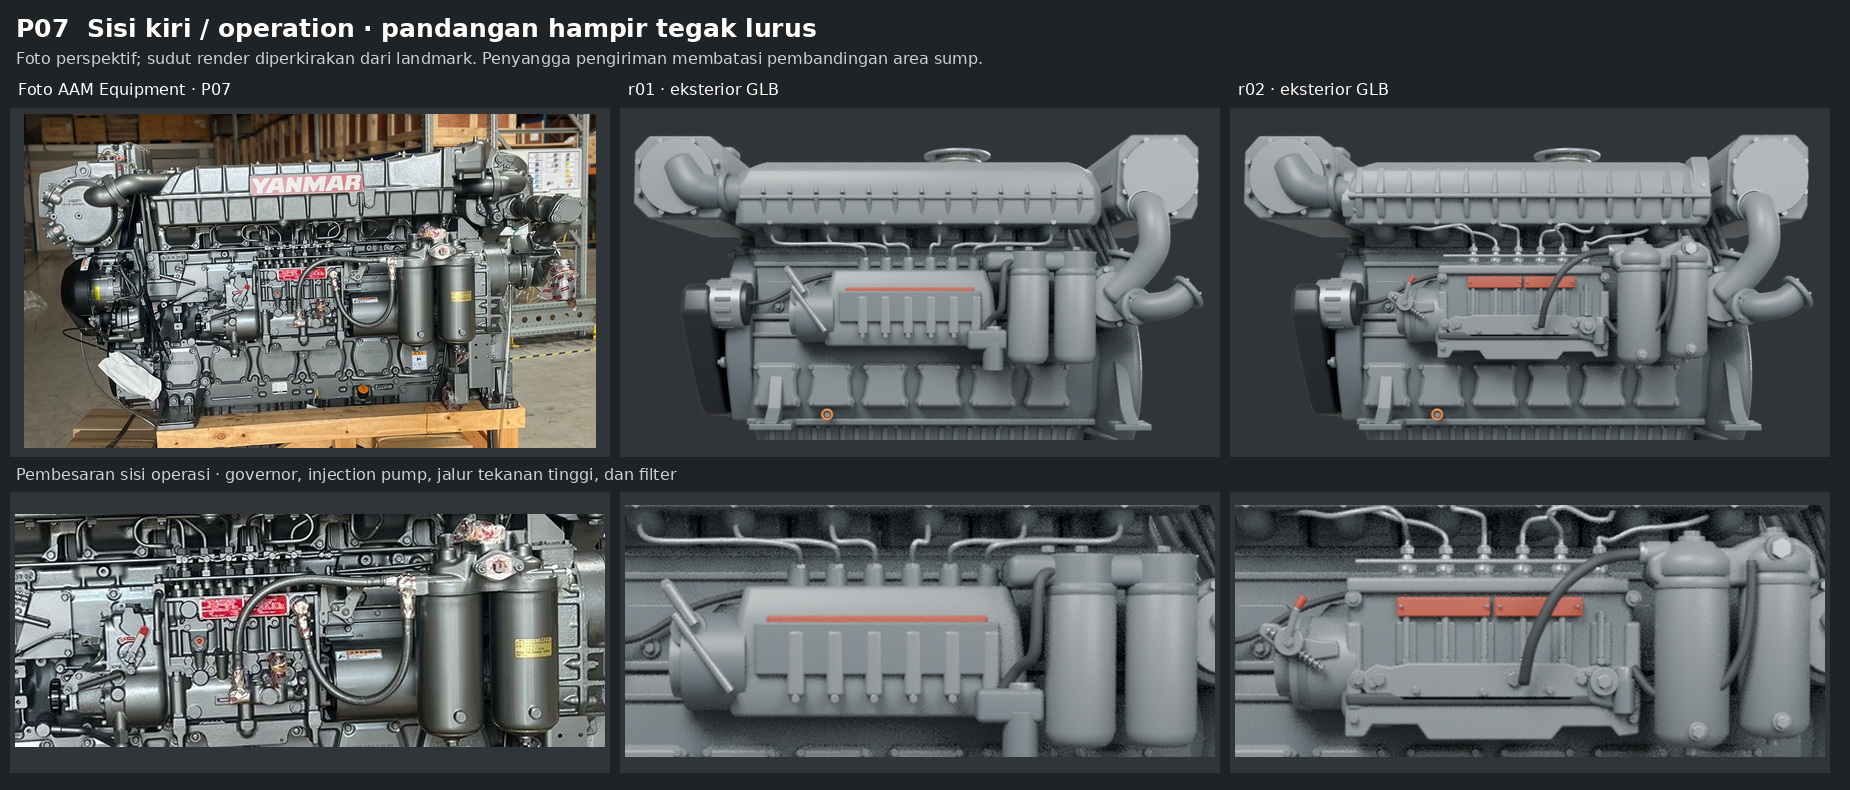 P07 Sisi kiri / operation · pandangan hampir tegak lurus
Foto perspektif; sudut render diperkirakan dari landmark. Penyangga pengiriman membatasi pembandingan area sump.
Foto AAM Equipment · P07
r01 · eksterior GLB
r02 · eksterior GLB
YANMAR
Pembesaran sisi operasi · governor, injection pump, jalur tekanan tinggi, dan filter